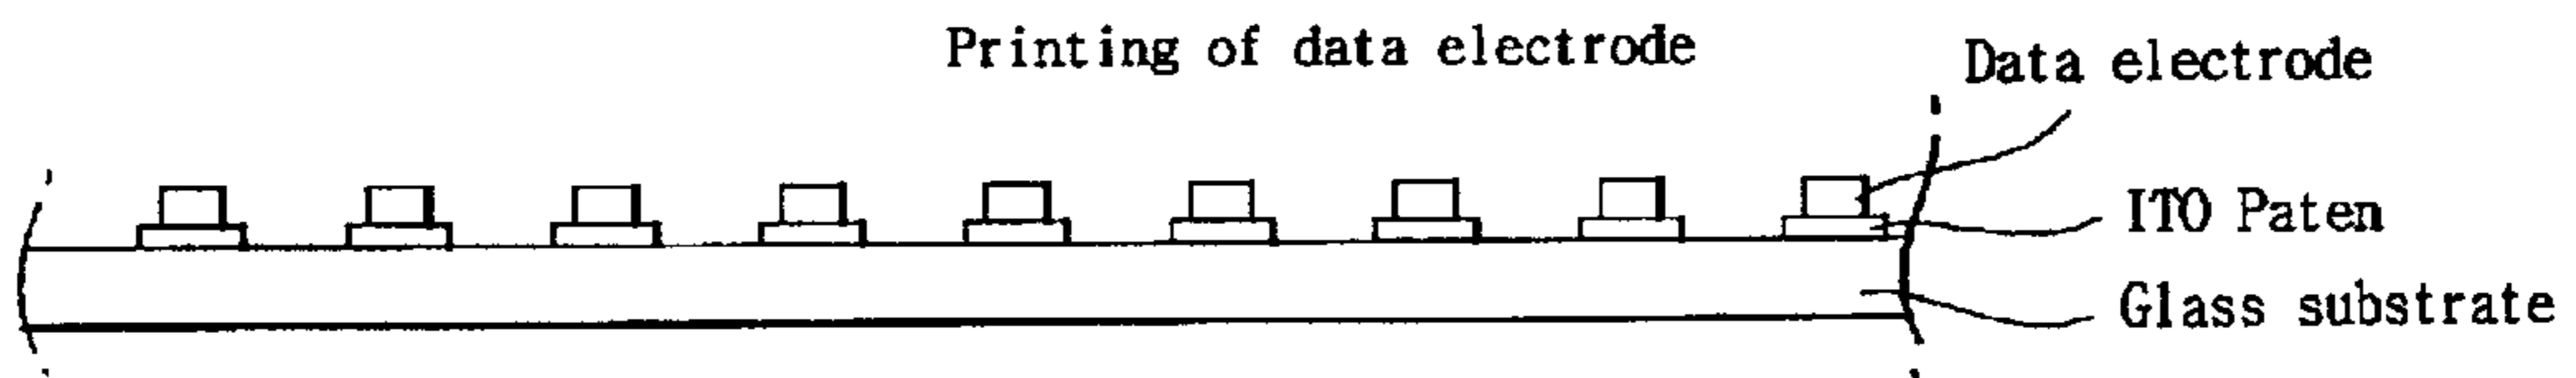 Printing of data electrode
Data electrode
ITO Paten
Glass substrate